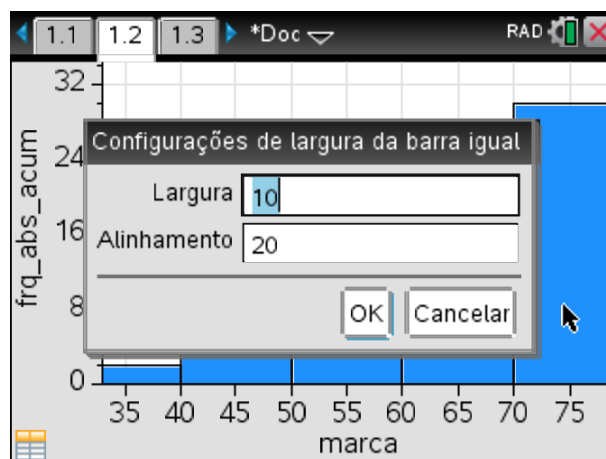 1.1 1.2 1.3 *Doc RAD
32
24
16
8
0
frq_abs_acum
Configurações de largura da barra igual
Largura 10
Alinhamento 20
OK Cancelar
35 40 45 50 55 60 65 70 75
marca